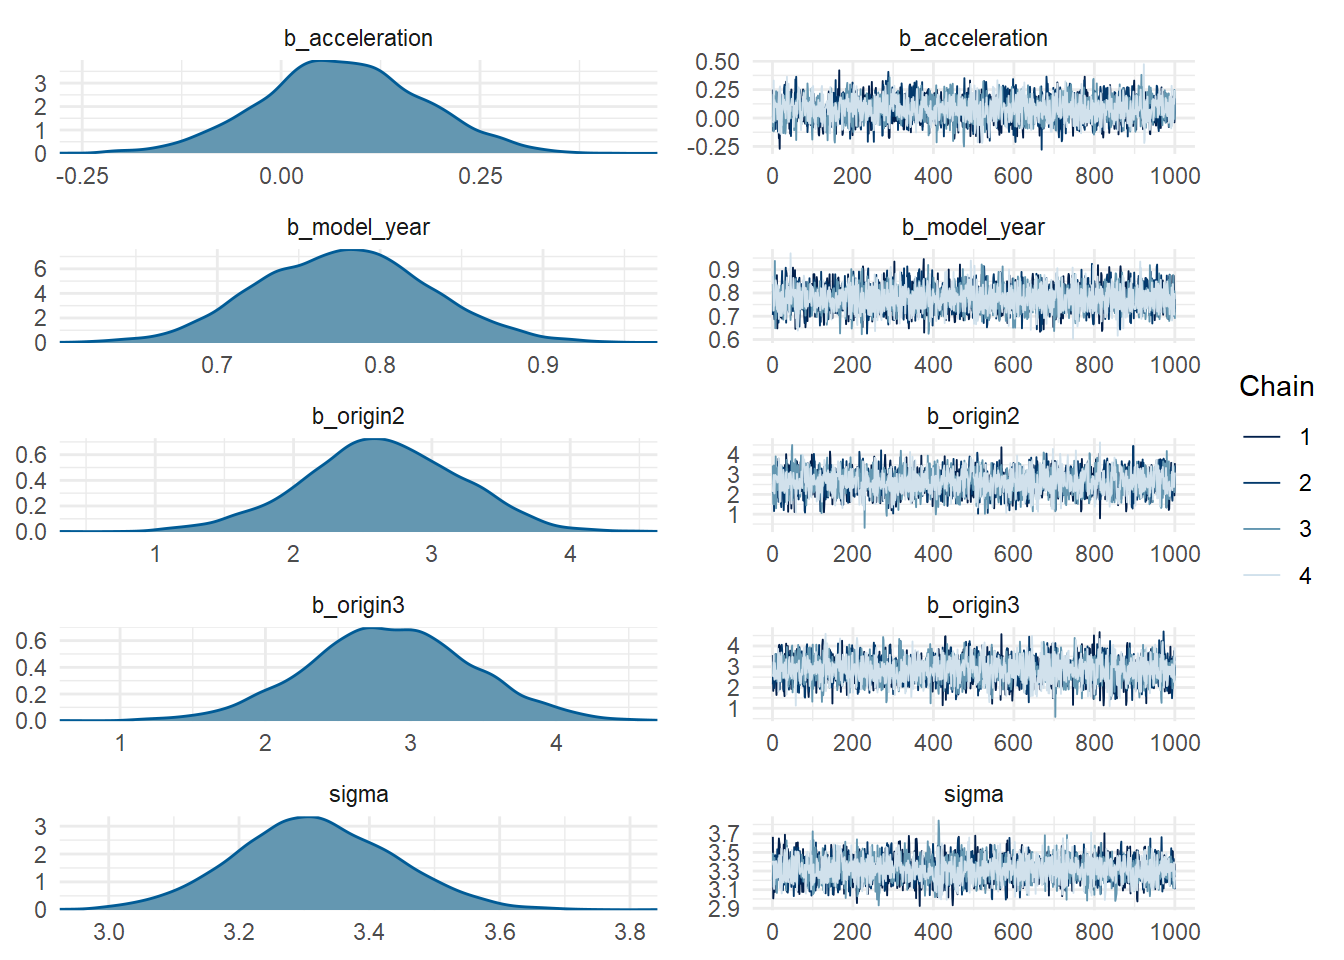 b_acceleration
3
2
1
0
-0.25 0.00 0.25
b_acceleration
0.50
0.25
0.00
-0.25
0 200 400 600 800 1000
b_model_year
6
4
2
0
0.7 0.8 0.9
b_model_year
0.9
0.8
0.7
0.6
0 200 400 600 800 1000
b_origin2
0.6
0.4
0.2
0.0
1 2 3 4
b_origin2
4
3
2
1
0 200 400 600 800 1000
b_origin3
0.6
0.4
0.2
0.0
1 2 3 4
b_origin3
4
3
2
1
0 200 400 600 800 1000
sigma
3
2
1
0
3.0 3.2 3.4 3.6 3.8
sigma
3.7
3.5
3.3
3.1
2.9
0 200 400 600 800 1000
Chain
1
2
3
4